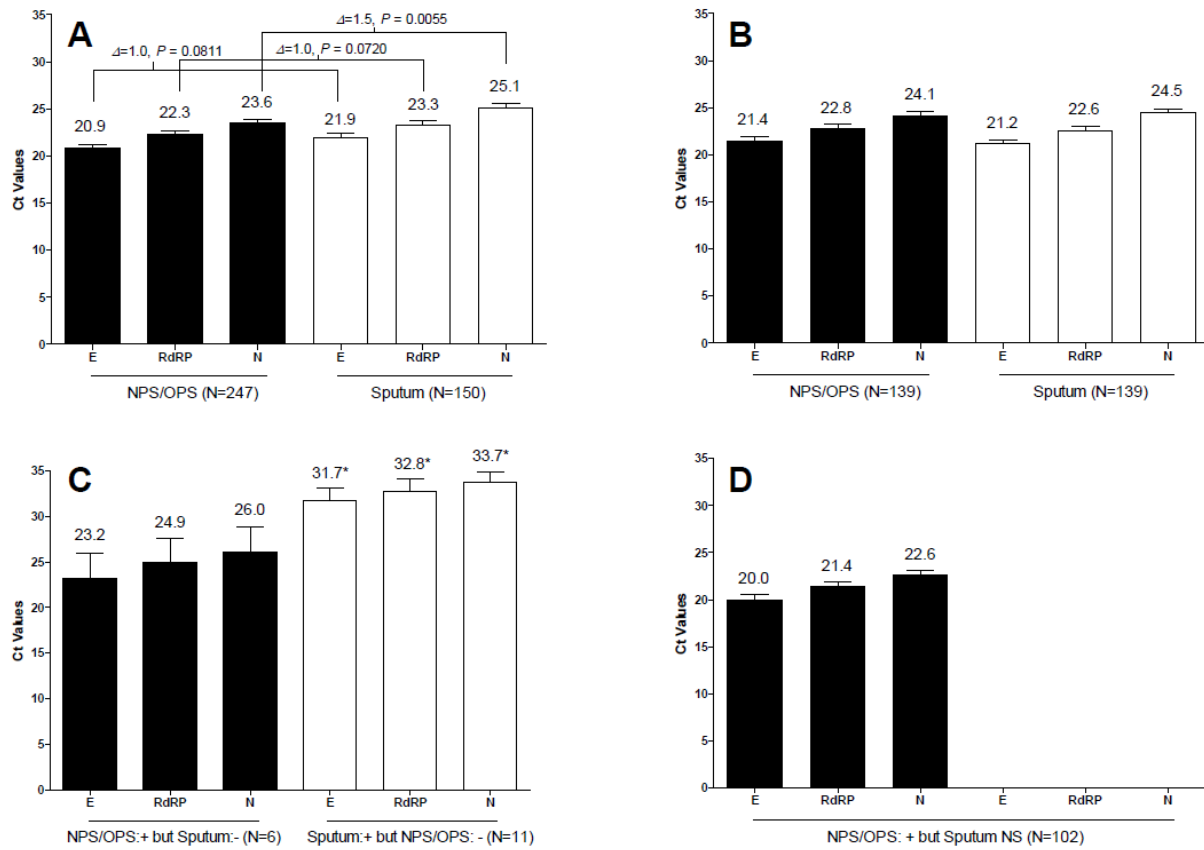 A
Δ=1.5, P = 0.0055
Δ=1.0, P = 0.0811
Δ=1.0, P = 0.0720
20.9 22.3 23.6 21.9 23.3 25.1
Ct Values
35
30
25
20
15
10
5
0
E RdRP N E RdRP N
NPS/OPS (N=247) Sputum (N=150)
B
21.4 22.8 24.1 21.2 22.6 24.5
Ct Values
35
30
25
20
15
10
5
0
E RdRP N E RdRP N
NPS/OPS (N=139) Sputum (N=139)
C
23.2 24.9 26.0 31.7* 32.8* 33.7*
Ct Values
35
30
25
20
15
10
5
0
E RdRP N E RdRP N
NPS/OPS:+ but Sputum:- (N=6) Sputum:+ but NPS/OPS: - (N=11)
D
20.0 21.4 22.6
Ct Values
35
30
25
20
15
10
5
0
E RdRP N E RdRP N
NPS/OPS: + but Sputum NS (N=102)